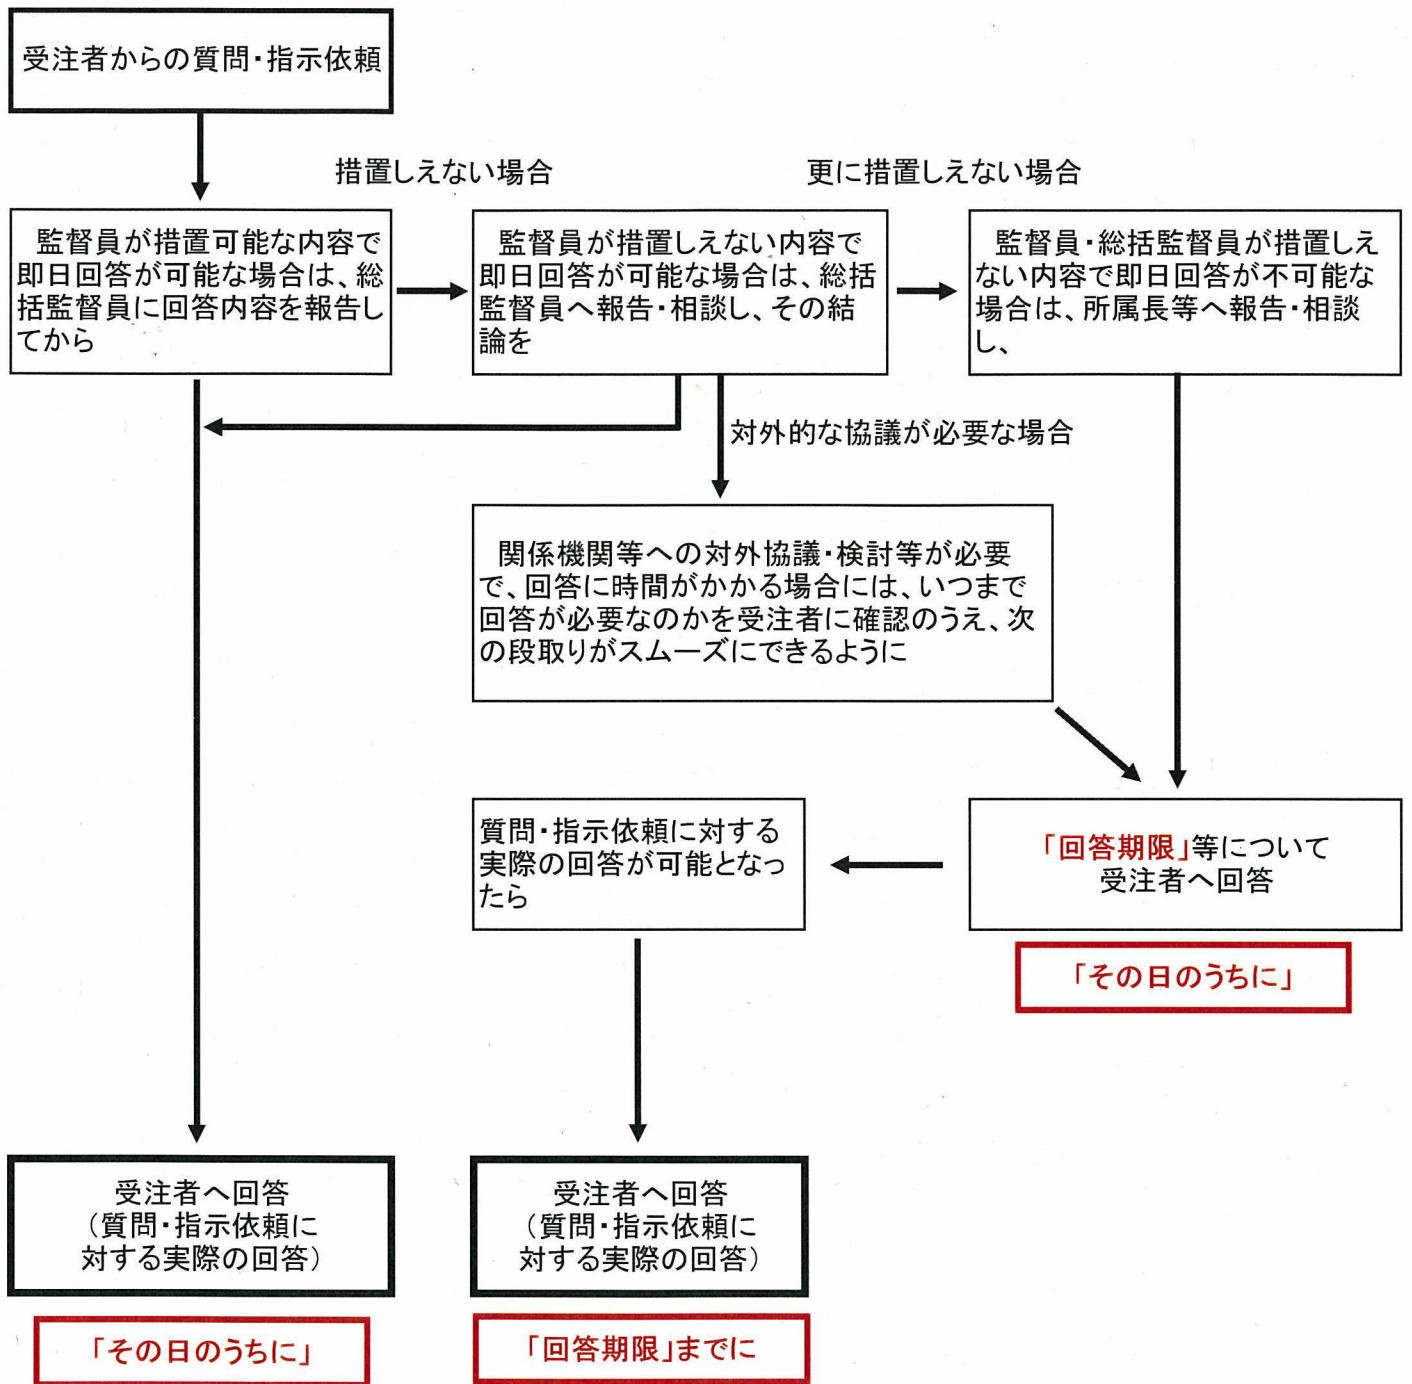 受注者からの質問・指示依頼
措置しえない場合
更に措置しえない場合
監督員が措置可能な内容で
即日回答が可能な場合は、総
括監督員に回答内容を報告し
てから
監督員が措置しえない内容で
即日回答が可能な場合は、総括
監督員へ報告・相談し、その結
論を
監督員・総括監督員が措置しえ
ない内容で即日回答が不可能な
場合は、所属長等へ報告・相談
し、
対外的な協議が必要な場合
関係機関等への対外協議・検討等が必要
で、回答に時間がかかる場合には、いつまで
回答が必要なのかを受注者に確認のうえ、次
の段取りがスムーズにできるように
「回答期限」等について
受注者へ回答
「その日のうちに」
質問・指示依頼に対する
実際の回答が可能となっ
たら
受注者へ回答
（質問・指示依頼に
対する実際の回答）
「その日のうちに」
受注者へ回答
（質問・指示依頼に
対する実際の回答）
「回答期限」までに